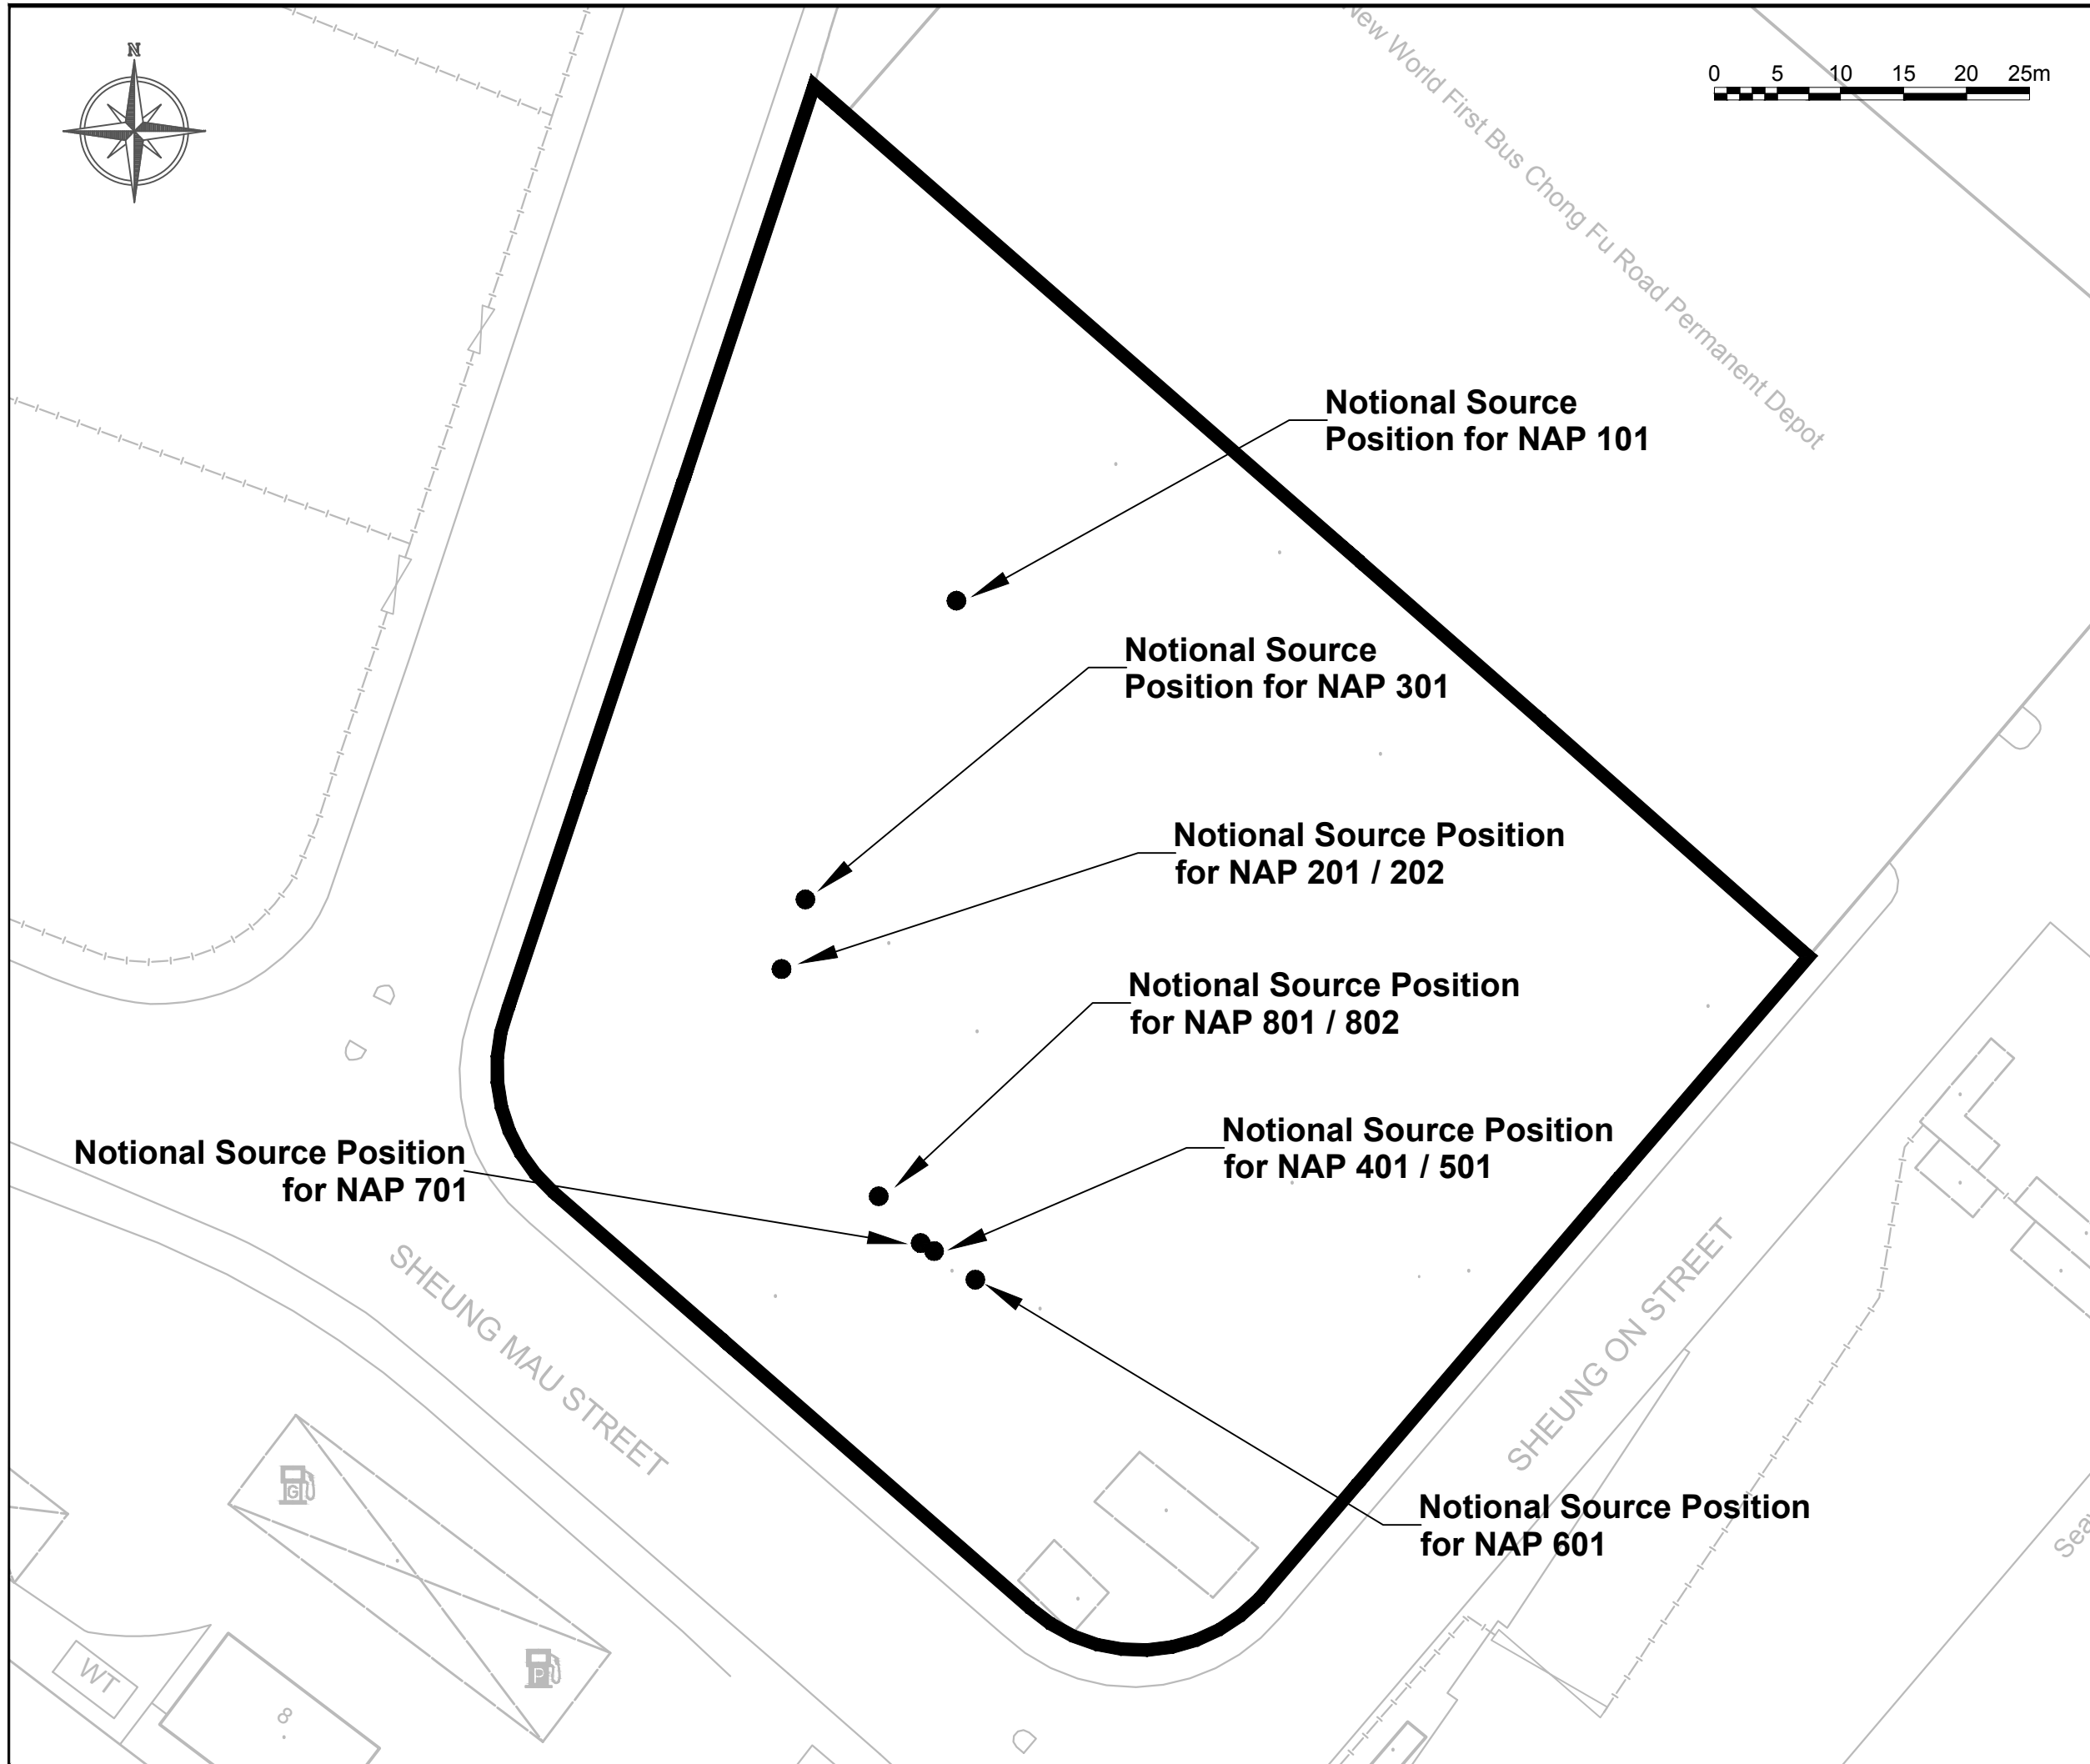 N
0 5 10 15 20 25m
New World First Bus Chong Fu Road Permanent Depot
Notional Source
Position for NAP 101
Notional Source
Position for NAP 301
Notional Source Position
for NAP 201 / 202
Notional Source Position
for NAP 801 / 802
Notional Source Position
for NAP 401 / 501
Notional Source Position
for NAP 701
SHEUNG MAU STREET
SHEUNG ON STREET
Notional Source Position
for NAP 601
G
P
WT
8